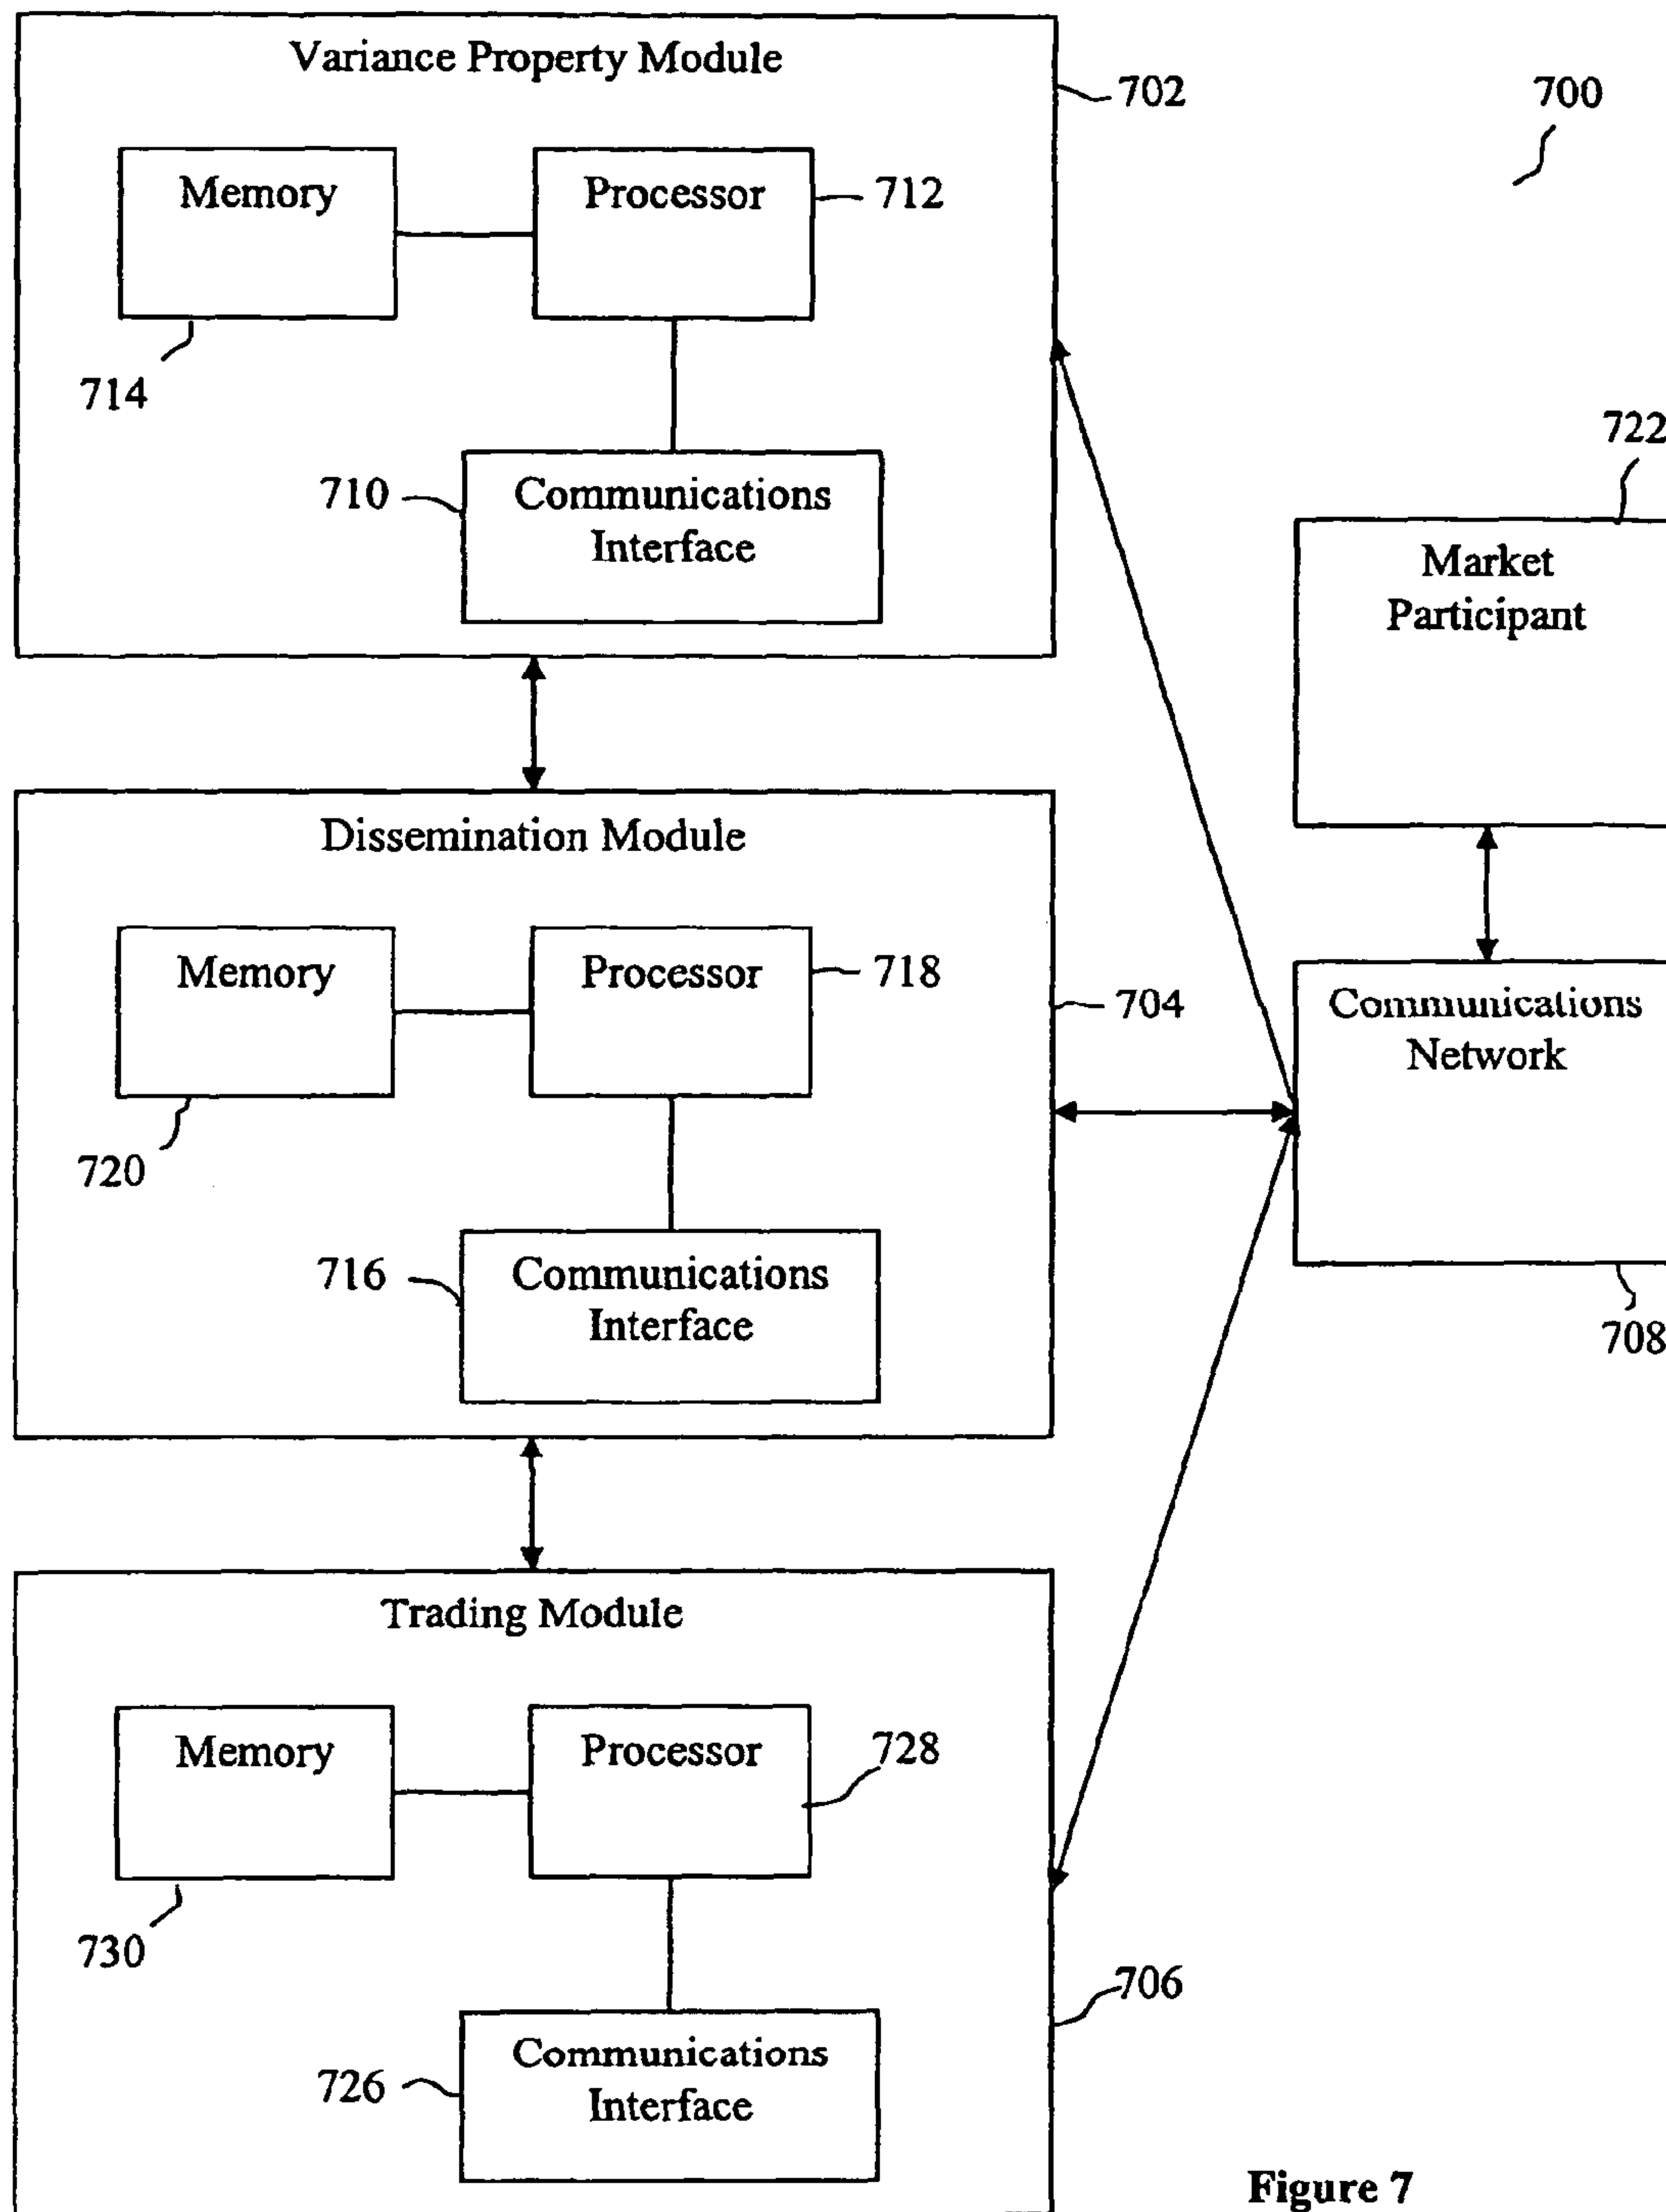 Variance Property Module
702
700
Memory
Processor
712
714
710
Communications
Interface
722
Market
Participant
Dissemination Module
Memory
Processor
718
704
Communications
Network
720
716
Communications
Interface
708
Trading Module
Memory
Processor
728
730
706
726
Communications
Interface
Figure 7